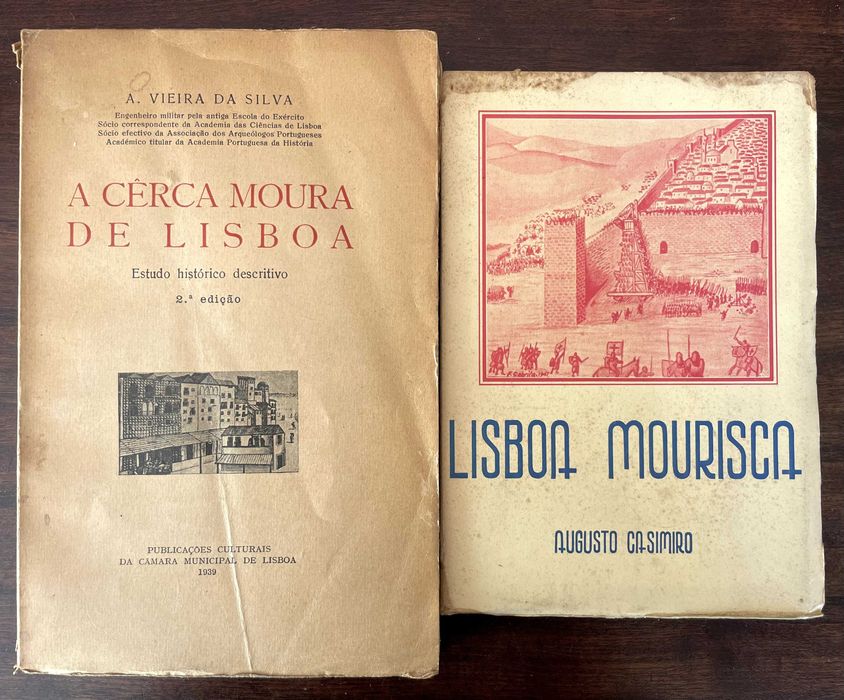 A. VIEIRA DA SILVA
Engenheiro militar pela antiga Escola do Exército
Sócio correspondente da Academia das Ciências de Lisboa
Sócio efectivo da Associação dos Arqueólogos Portugueses
Académico titular da Academia Portuguesa da História
A CÊRCA MOURA
DE LISBOA
Estudo histórico descritivo
2.ª edição
PUBLICAÇÕES CULTURAIS
DA CÂMARA MUNICIPAL DE LISBOA
1939
LISBOA MOURISCA
AUGUSTO CASIMIRO